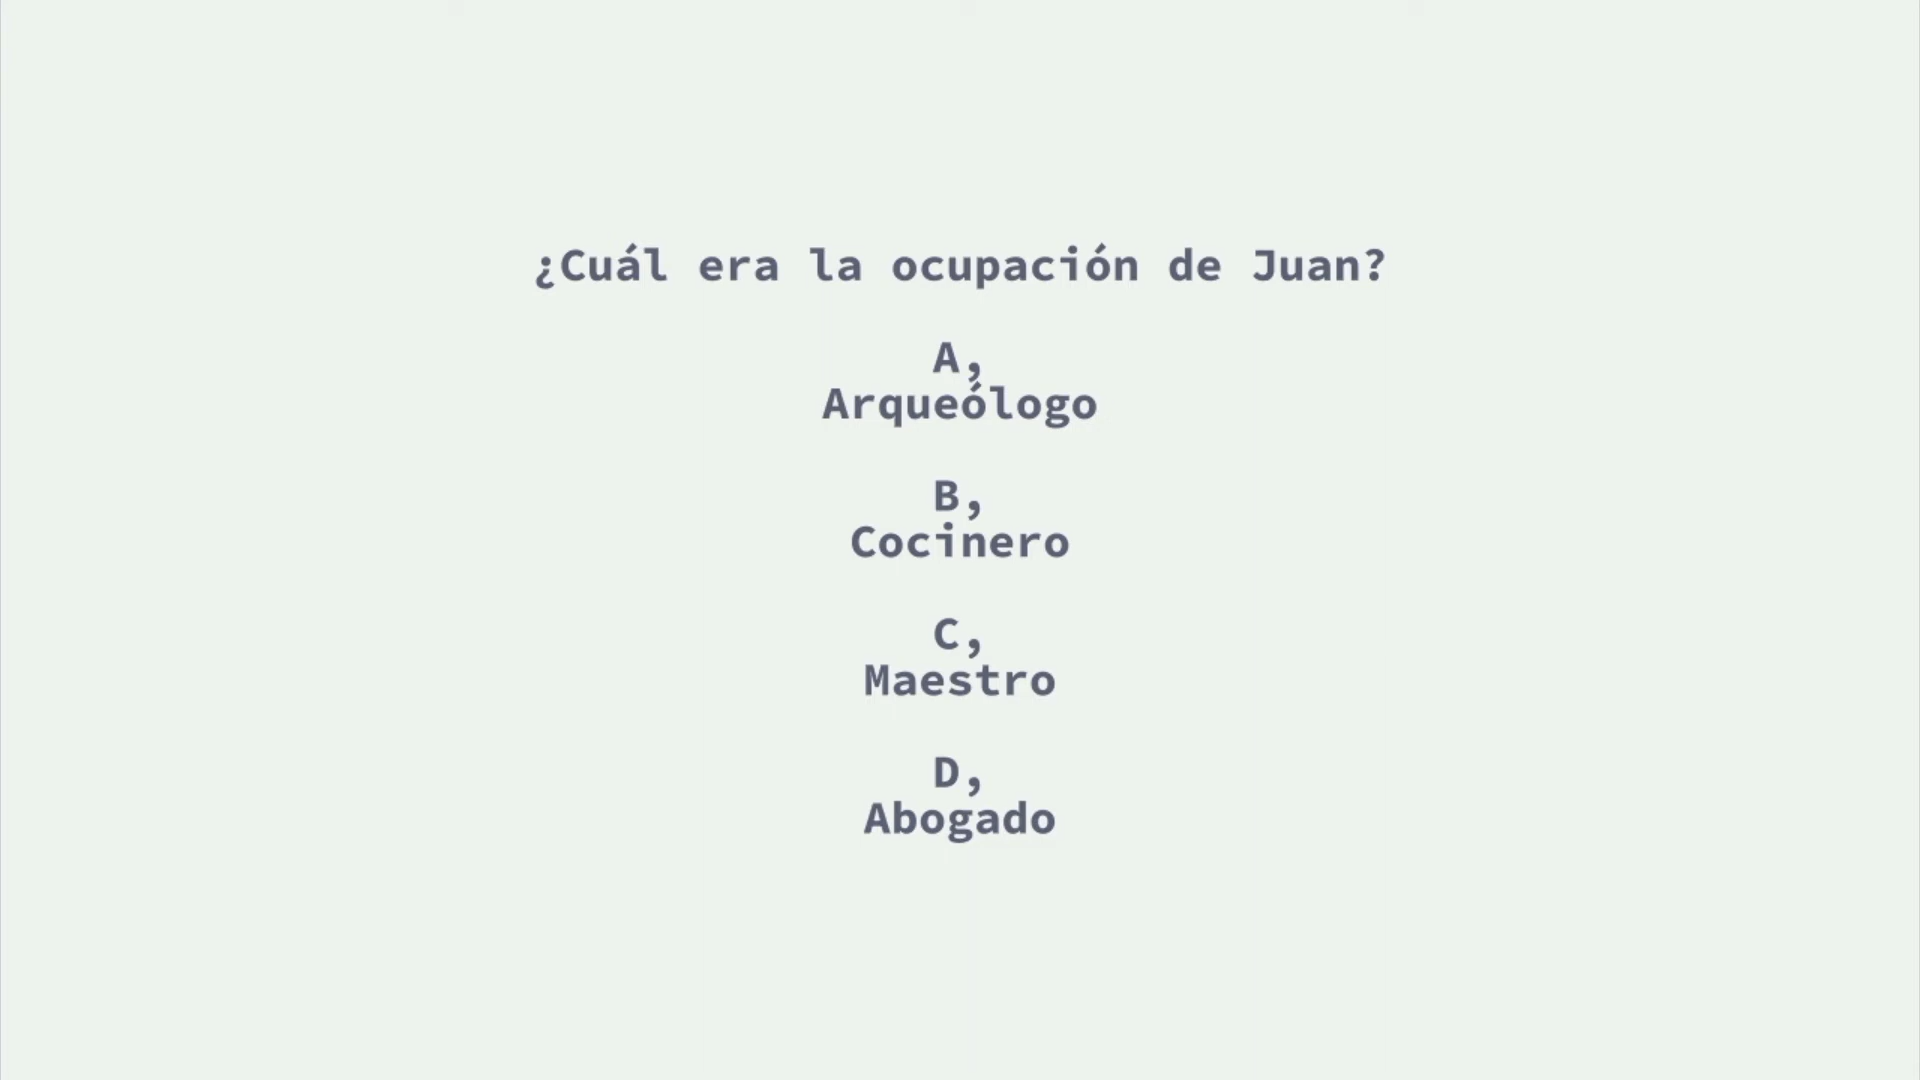 ¿Cuál era la ocupación de Juan?
A,
Arqueólogo
B,
Cocinero
C,
Maestro
D,
Abogado